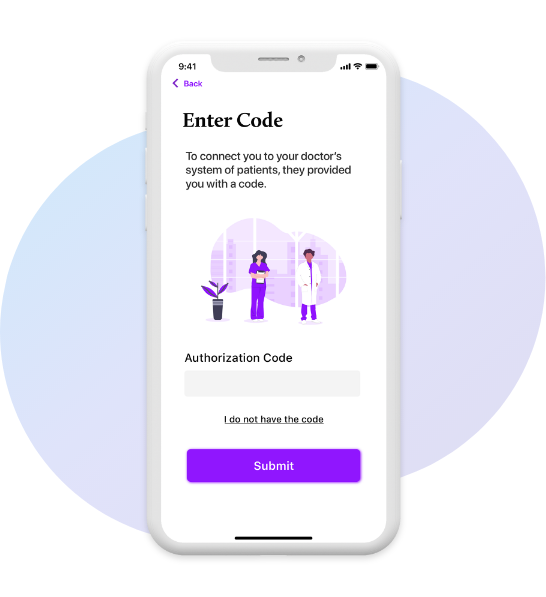 9:41
Back
Enter Code
To connect you to your doctor's
system of patients, they provided
you with a code.
Authorization Code
I do not have the code
Submit